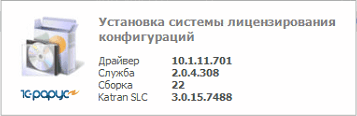 Установка системы лицензирования
конфигураций
Драйвер 10.1.11.701
Служба 2.0.4.308
Сборка 22
Katran SLC 3.0.15.7488
1С-рарус